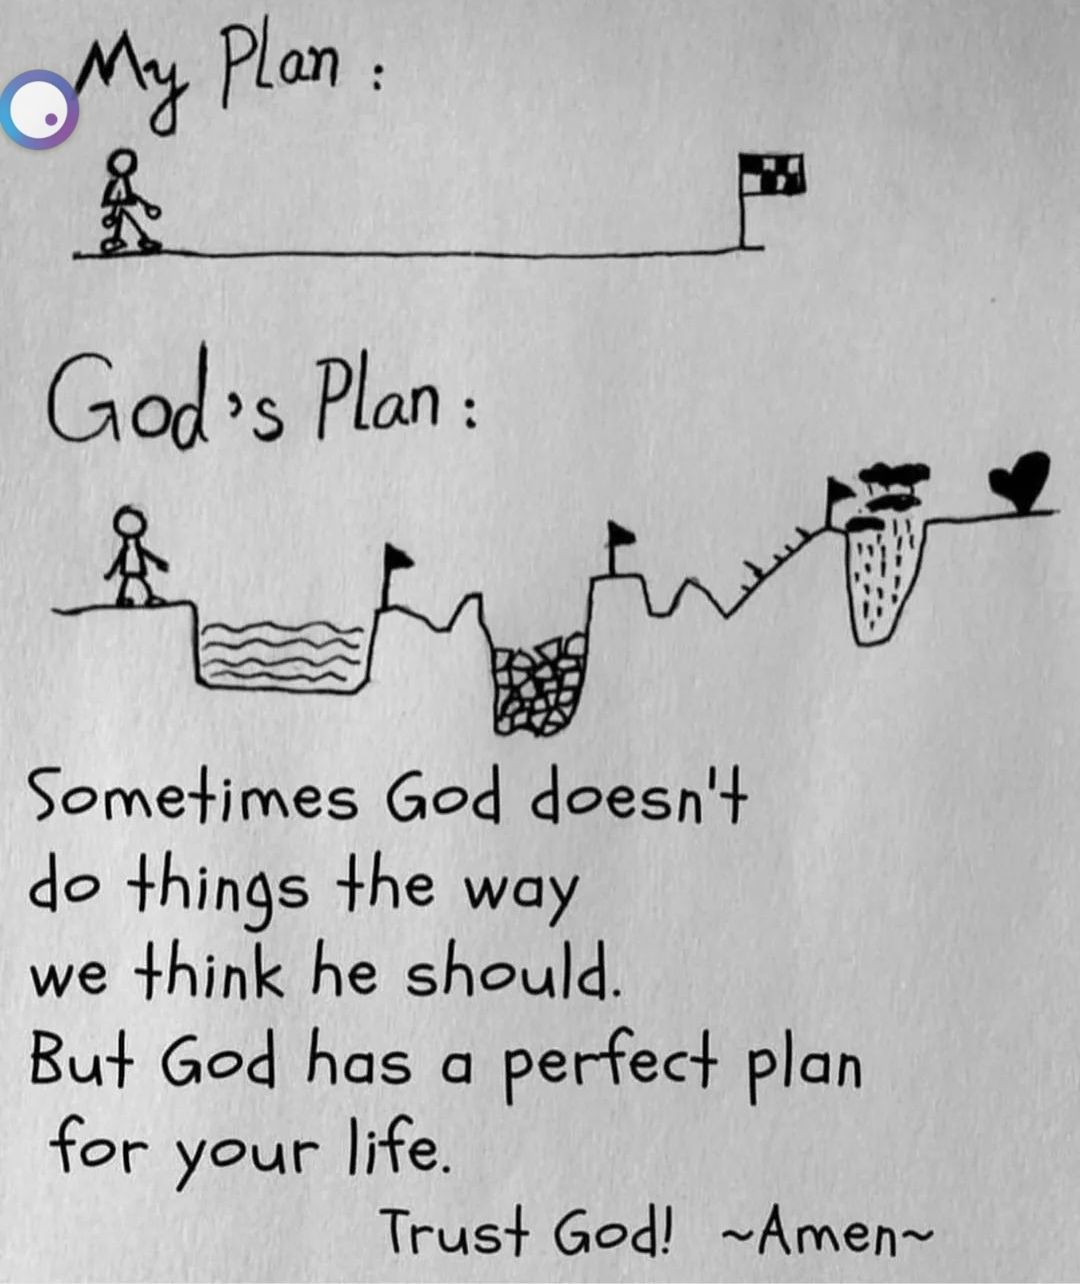 My Plan :
God's Plan :
Sometimes God doesn't
do things the way
we think he should.
But God has a perfect plan
for your life.
Trust God! ~Amen~